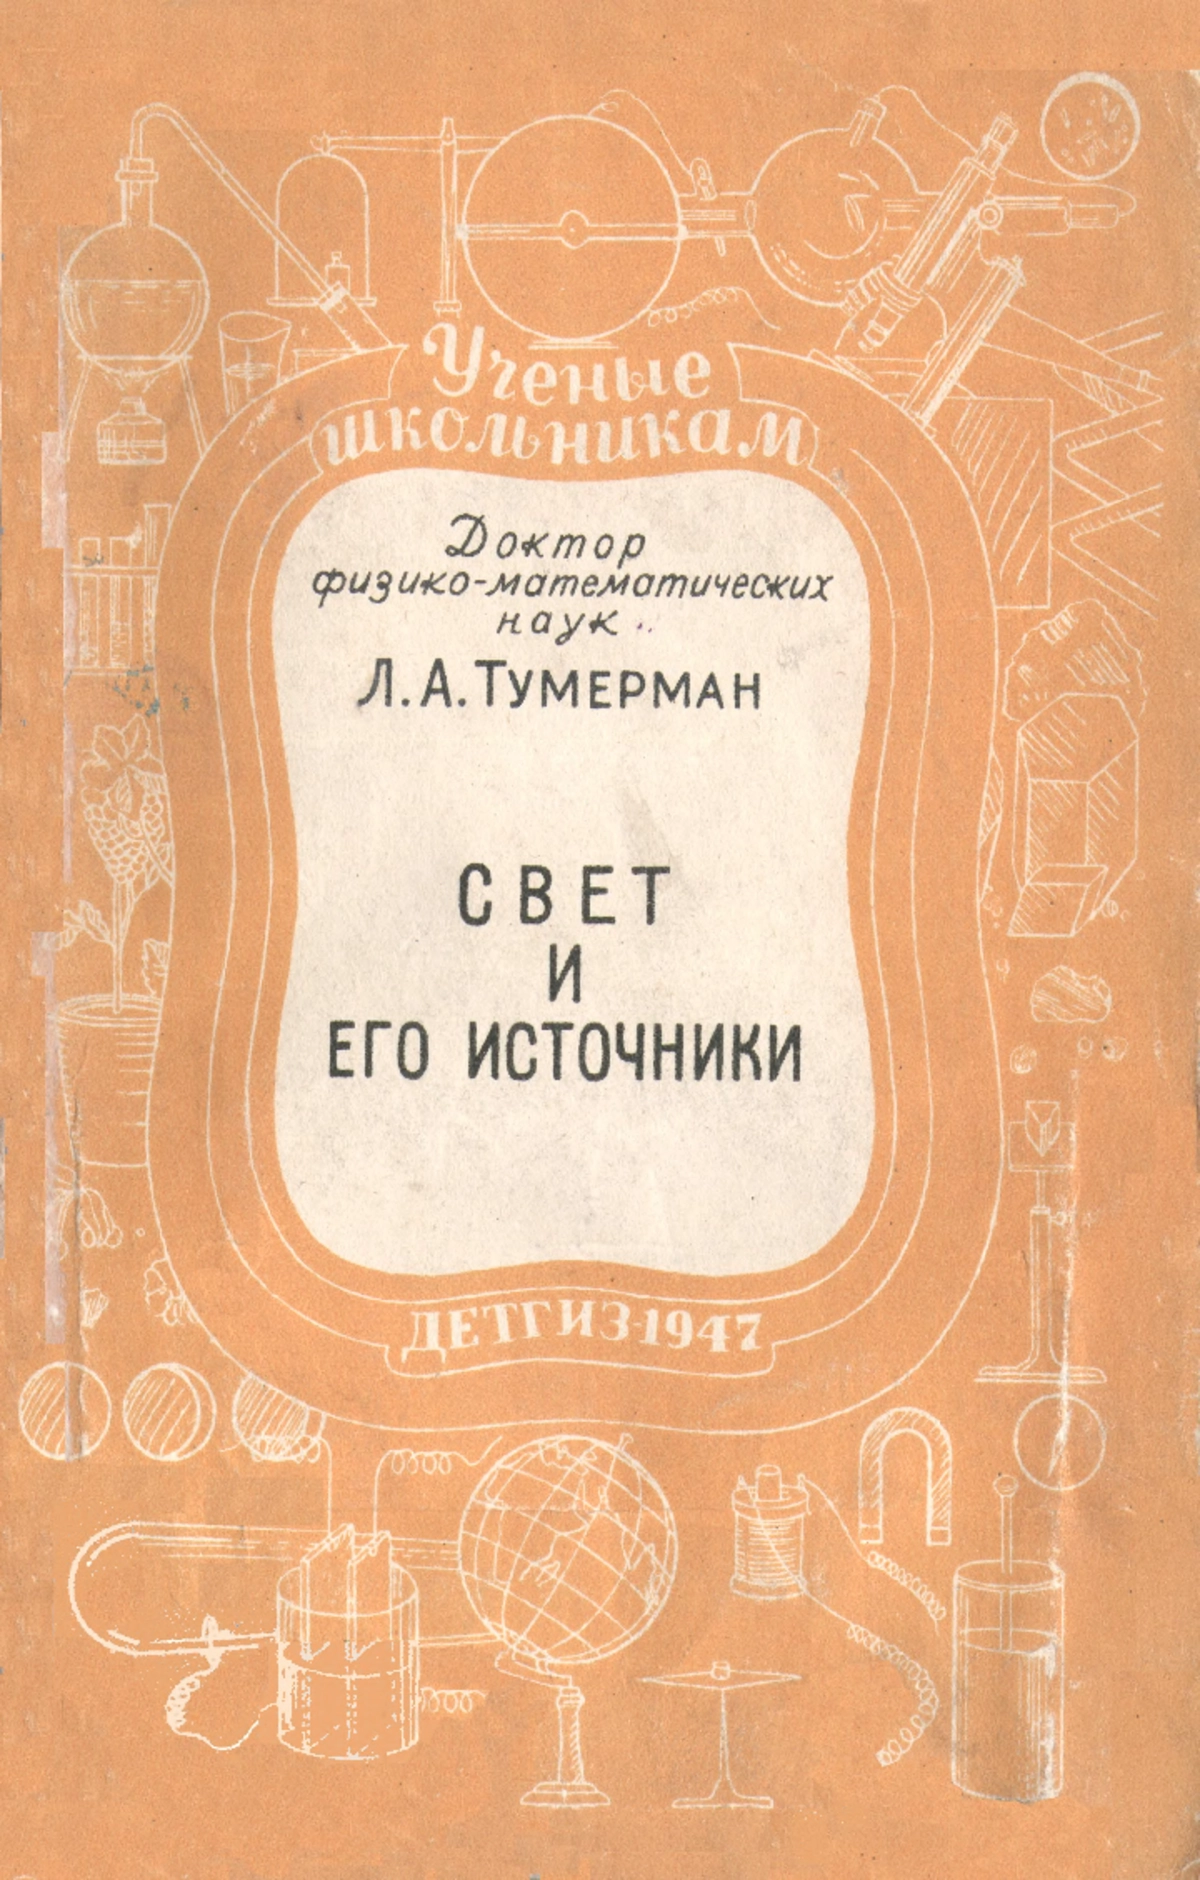 Ученые
школьникам
Доктор
физико-математических
наук
Л. А. ТУМЕРМАН
СВЕТ
И
ЕГО ИСТОЧНИКИ
ДЕТГИЗ-1947